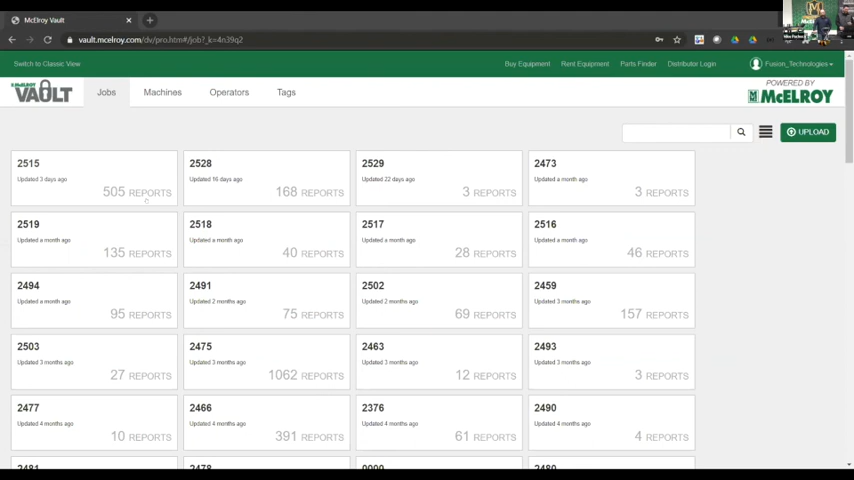 McElroy Vault
vault.mcelroy.com/dv/pro.htm#/job?_k=4n39q2
Switch to Classic View
Buy Equipment Rent Equipment Parts Finder Distributor Login Fusion_Technologies
McELROY
VAULT
Jobs Machines Operators Tags
POWERED BY
McELROY
UPLOAD
2515 2528 2529 2473
Updated 3 days ago Updated 16 days ago Updated 22 days ago Updated a month ago
505 REPORTS 168 REPORTS 3 REPORTS 3 REPORTS
2519 2518 2517 2516
Updated a month ago Updated a month ago Updated a month ago Updated a month ago
135 REPORTS 40 REPORTS 28 REPORTS 46 REPORTS
2494 2491 2502 2459
Updated a month ago Updated 2 months ago Updated 2 months ago Updated 3 months ago
95 REPORTS 75 REPORTS 69 REPORTS 157 REPORTS
2503 2475 2463 2493
Updated 3 months ago Updated 3 months ago Updated 3 months ago Updated 3 months ago
27 REPORTS 1062 REPORTS 12 REPORTS 3 REPORTS
2477 2466 2376 2490
Updated 4 months ago Updated 4 months ago Updated 4 months ago Updated 4 months ago
10 REPORTS 391 REPORTS 61 REPORTS 4 REPORTS
2481 2478 0000 2480